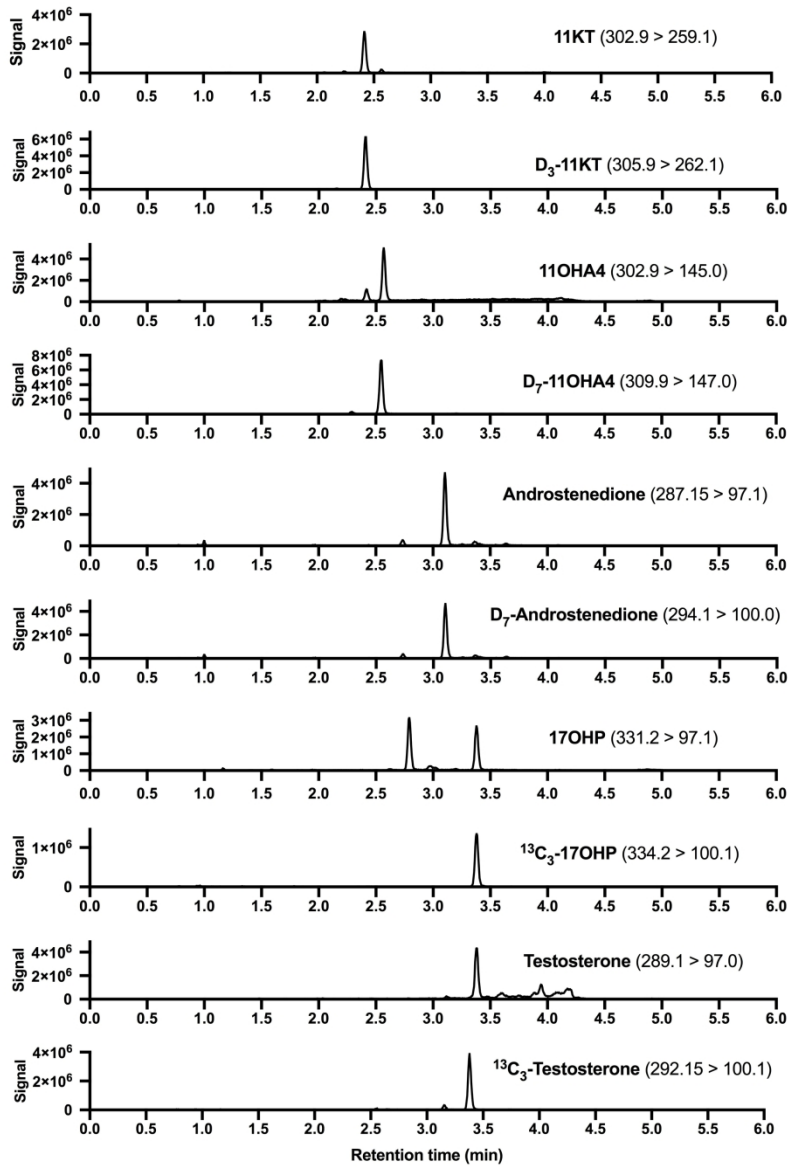 11KT (302.9 > 259.1)
Signal
4×10⁶
2×10⁶
0
0.0 0.5 1.0 1.5 2.0 2.5 3.0 3.5 4.0 4.5 5.0 5.5 6.0
D₃-11KT (305.9 > 262.1)
Signal
6×10⁶
4×10⁶
2×10⁶
0
0.0 0.5 1.0 1.5 2.0 2.5 3.0 3.5 4.0 4.5 5.0 5.5 6.0
11OHA4 (302.9 > 145.0)
Signal
4×10⁶
2×10⁶
0
0.0 0.5 1.0 1.5 2.0 2.5 3.0 3.5 4.0 4.5 5.0 5.5 6.0
D₇-11OHA4 (309.9 > 147.0)
Signal
8×10⁶
6×10⁶
4×10⁶
2×10⁶
0
0.0 0.5 1.0 1.5 2.0 2.5 3.0 3.5 4.0 4.5 5.0 5.5 6.0
Androstenedione (287.15 > 97.1)
Signal
4×10⁶
2×10⁶
0
0.0 0.5 1.0 1.5 2.0 2.5 3.0 3.5 4.0 4.5 5.0 5.5 6.0
D₇-Androstenedione (294.1 > 100.0)
Signal
4×10⁶
2×10⁶
0
0.0 0.5 1.0 1.5 2.0 2.5 3.0 3.5 4.0 4.5 5.0 5.5 6.0
17OHP (331.2 > 97.1)
Signal
3×10⁶
2×10⁶
1×10⁶
0
0.0 0.5 1.0 1.5 2.0 2.5 3.0 3.5 4.0 4.5 5.0 5.5 6.0
¹³C₃-17OHP (334.2 > 100.1)
Signal
1×10⁶
0
0.0 0.5 1.0 1.5 2.0 2.5 3.0 3.5 4.0 4.5 5.0 5.5 6.0
Testosterone (289.1 > 97.0)
Signal
4×10⁶
2×10⁶
0
0.0 0.5 1.0 1.5 2.0 2.5 3.0 3.5 4.0 4.5 5.0 5.5 6.0
¹³C₃-Testosterone (292.15 > 100.1)
Signal
4×10⁶
2×10⁶
0
0.0 0.5 1.0 1.5 2.0 2.5 3.0 3.5 4.0 4.5 5.0 5.5 6.0
Retention time (min)